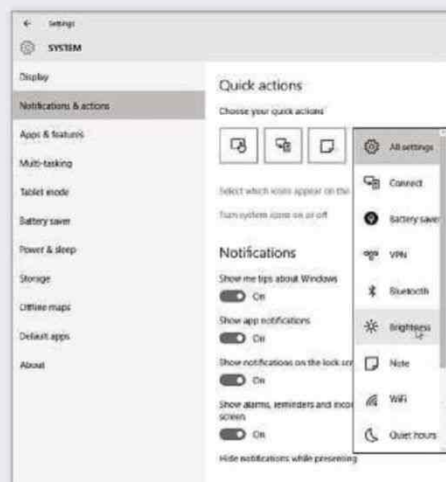 Settings
SYSTEM
Display
Notifications & actions
Apps & features
Multi-tasking
Tablet mode
Battery saver
Power & sleep
Storage
Offline maps
Default apps
About
Quick actions
Choose your quick actions
Select which icons appear on the
Turn system icons on or off
Notifications
Show me tips about Windows
On
Show app notifications
On
Show notifications on the lock scr
On
Show alarms, reminders and incor
screen
On
Hide notifications while presenting
All settings
Connect
Battery saver
VPN
Bluetooth
Brightness
Note
WiFi
Quiet hours